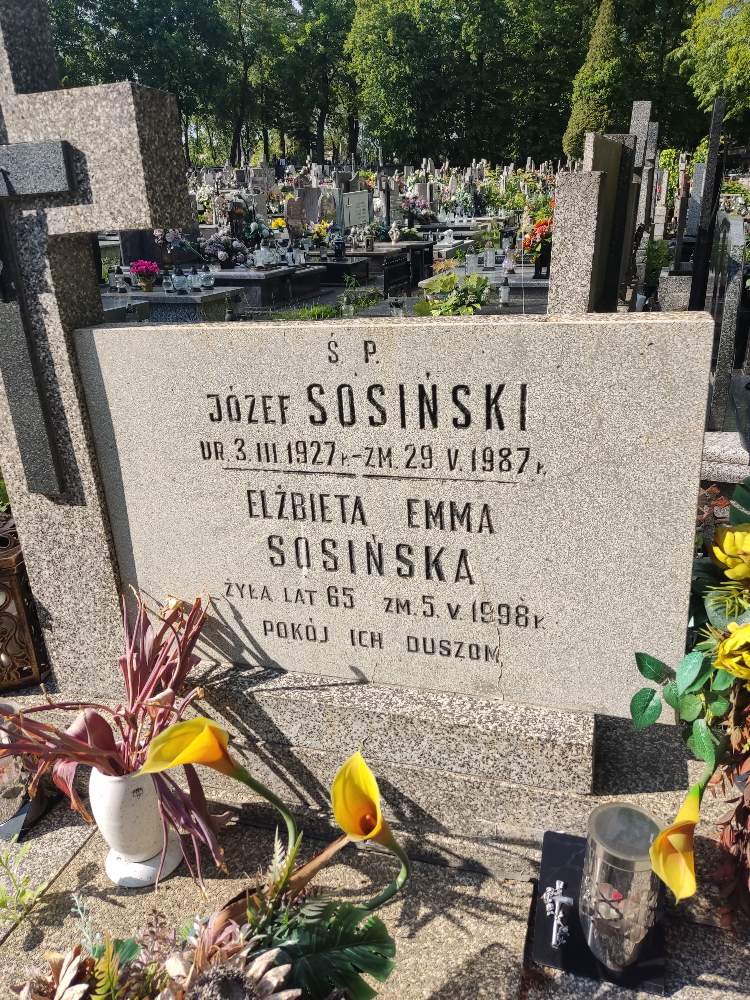 Ś. P.
JÓZEF SOSIŃSKI
UR. 3. III 1927 R.-ZM. 29. V. 1987 R.
ELŻBIETA EMMA
SOSIŃSKA
ŻYŁA LAT 65 ZM. 5. V. 1998 R.
POKÓJ ICH DUSZOM